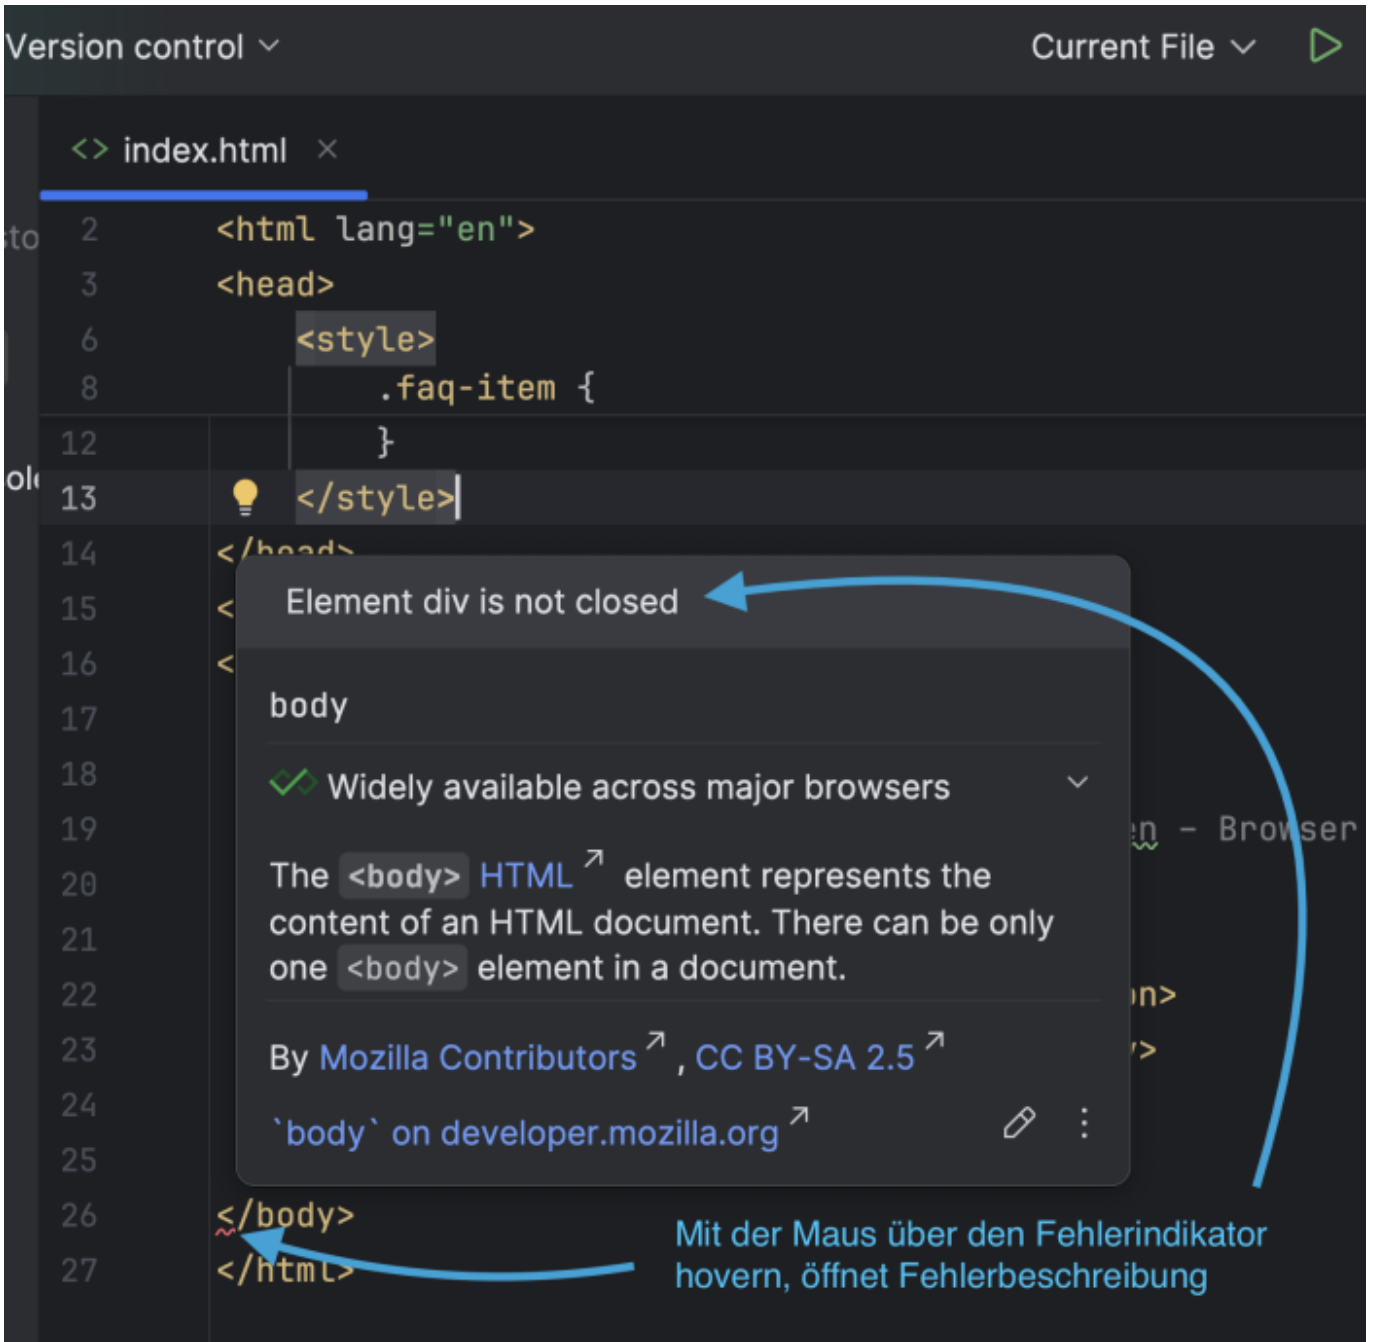 Version control
Current File
index.html
2 <html lang="en">
3 <head>
6 <style>
8 .faq-item {
12 }
13 </style>
14 </head>
15 <
16 <
17
18
19 en – Browser
20
21
22 on>
23 >
24
25
26 </body>
27 </html>
Element div is not closed
body
Widely available across major browsers
The <body> HTML↗ element represents the
content of an HTML document. There can be only
one <body> element in a document.
By Mozilla Contributors↗, CC BY-SA 2.5↗
`body` on developer.mozilla.org↗
Mit der Maus über den Fehlerindikator
hovern, öffnet Fehlerbeschreibung